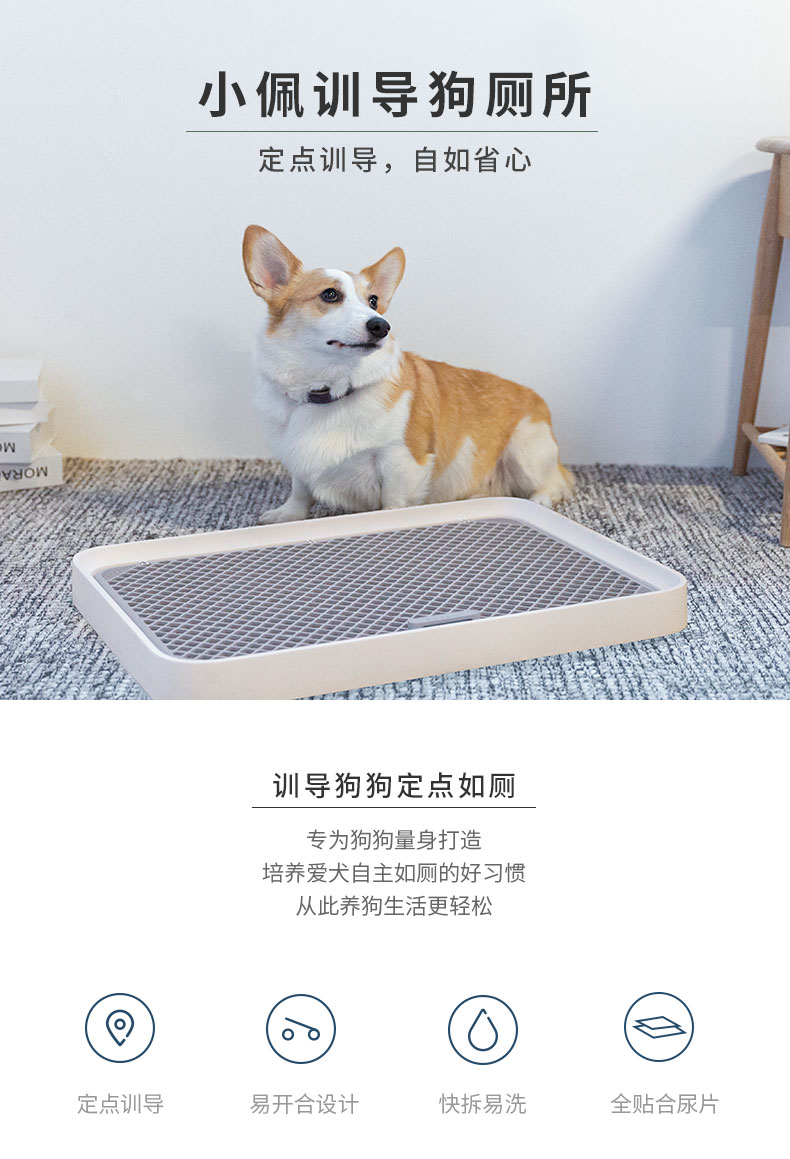 小佩训导狗厕所
定点训导，自如省心
MORAN
训导狗狗定点如厕
专为狗狗量身打造
培养爱犬自主如厕的好习惯
从此养狗生活更轻松
定点训导
易开合设计
快拆易洗
全贴合尿片